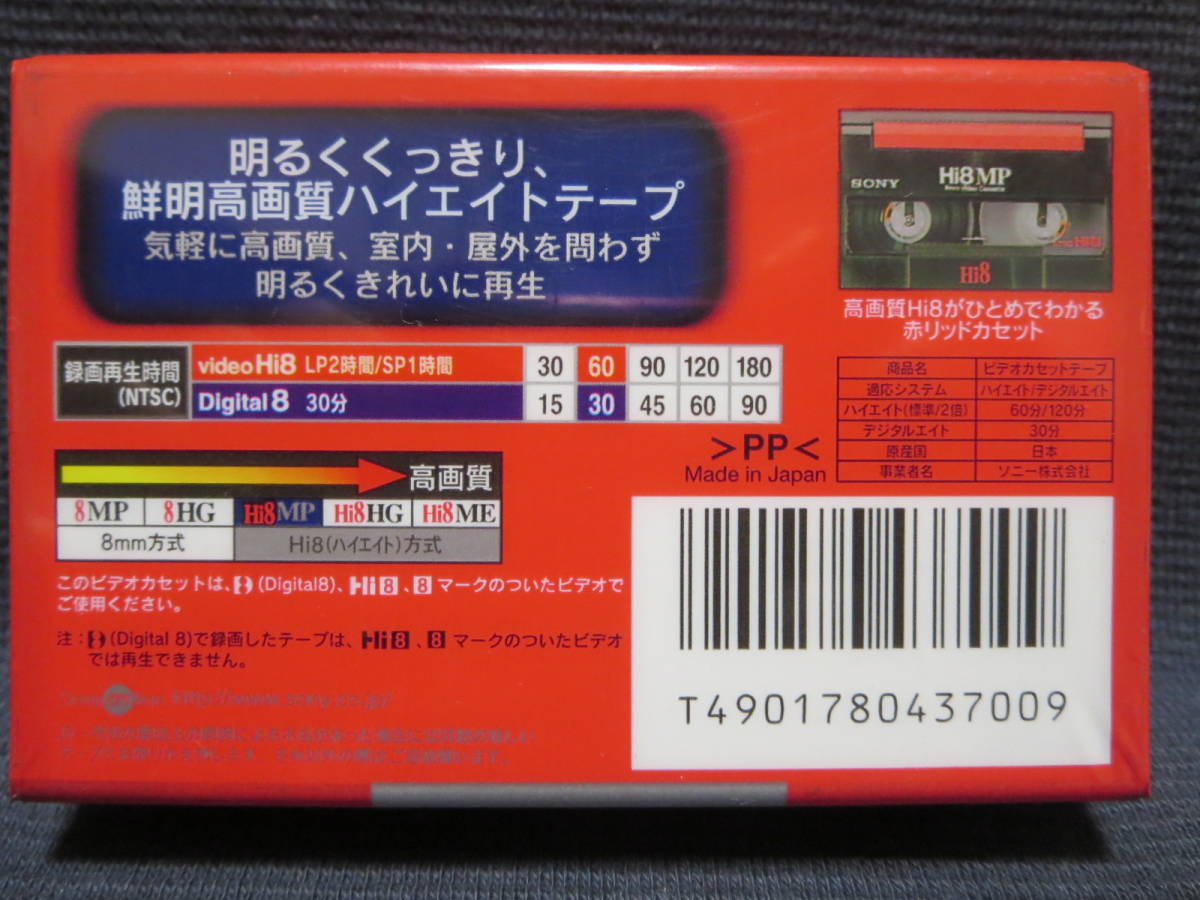 明るくくっきり、
鮮明高画質ハイエイトテープ
気軽に高画質、室内・屋外を問わず
明るくきれいに再生
SONY
Hi8MP
Hi8
高画質Hi8がひとめでわかる
赤リッドカセット
録画再生時間
(NTSC)
video Hi8 LP2時間/SP1時間 30 60 90 120 180
Digital 8 30分 15 30 45 60 90
商品名 ビデオカセットテープ
適応システム ハイエイト/デジタルエイト
ハイエイト(標準/2倍) 60分/120分
デジタルエイト 30分
原産国 日本
事業者名 ソニー株式会社
>PP<
Made in Japan
高画質
8MP 8HG Hi8MP Hi8HG Hi8ME
8mm方式 Hi8(ハイエイト)方式
このビデオカセットは、(Digital8)、Hi8、8 マークのついたビデオで
ご使用ください。
注:(Digital 8)で録画したテープは、Hi8、8 マークのついたビデオ
では再生できません。
T4901780437009